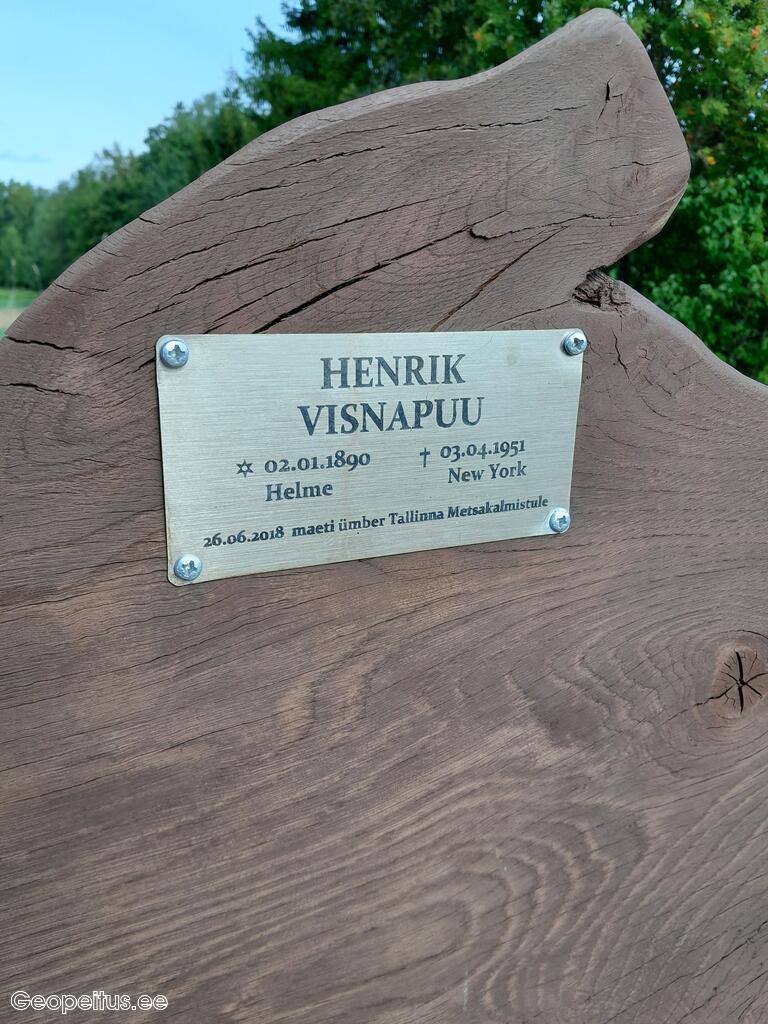 HENRIK
VISNAPUU
✡ 02.01.1890 † 03.04.1951
Helme New York
26.06.2018 maeti ümber Tallinna Metsakalmistule
Geopeitus.ee